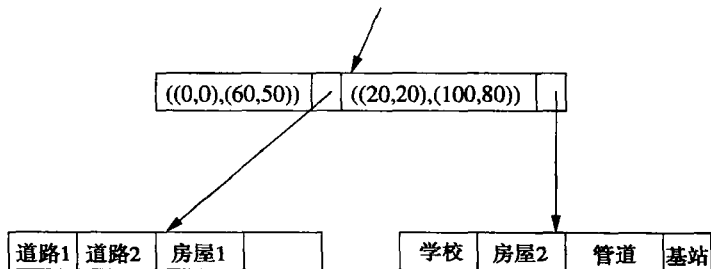 ((0,0),(60,50)) ((20,20),(100,80))
道路1 道路2 房屋1 学校 房屋2 管道 基站